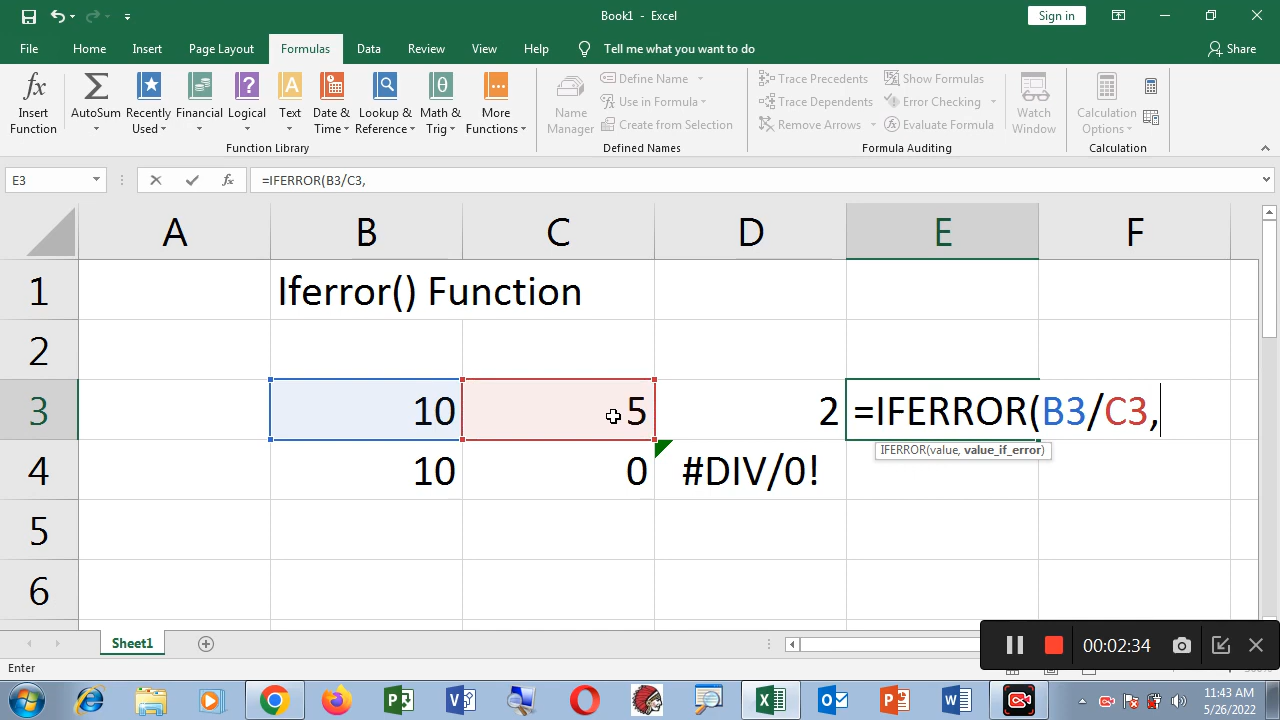 Book1 - Excel
Sign in
File Home Insert Page Layout Formulas Data Review View Help Tell me what you want to do Share
fx Σ ? A θ
Insert Function
AutoSum
Recently Used
Financial
Logical
Text
Date & Time
Lookup & Reference
Math & Trig
More Functions
Function Library
Name Manager
Define Name
Use in Formula
Create from Selection
Defined Names
Trace Precedents
Trace Dependents
Remove Arrows
Show Formulas
Error Checking
Evaluate Formula
Formula Auditing
Watch Window
Calculation Options
Calculation
E3 fx =IFERROR(B3/C3,
A B C D E F
1 Iferror() Function
2
3 10 5 2 =IFERROR(B3/C3,
IFERROR(value, value_if_error)
4 10 0 #DIV/0!
5
6
Sheet1
00:02:34
Enter
11:43 AM
5/26/2022